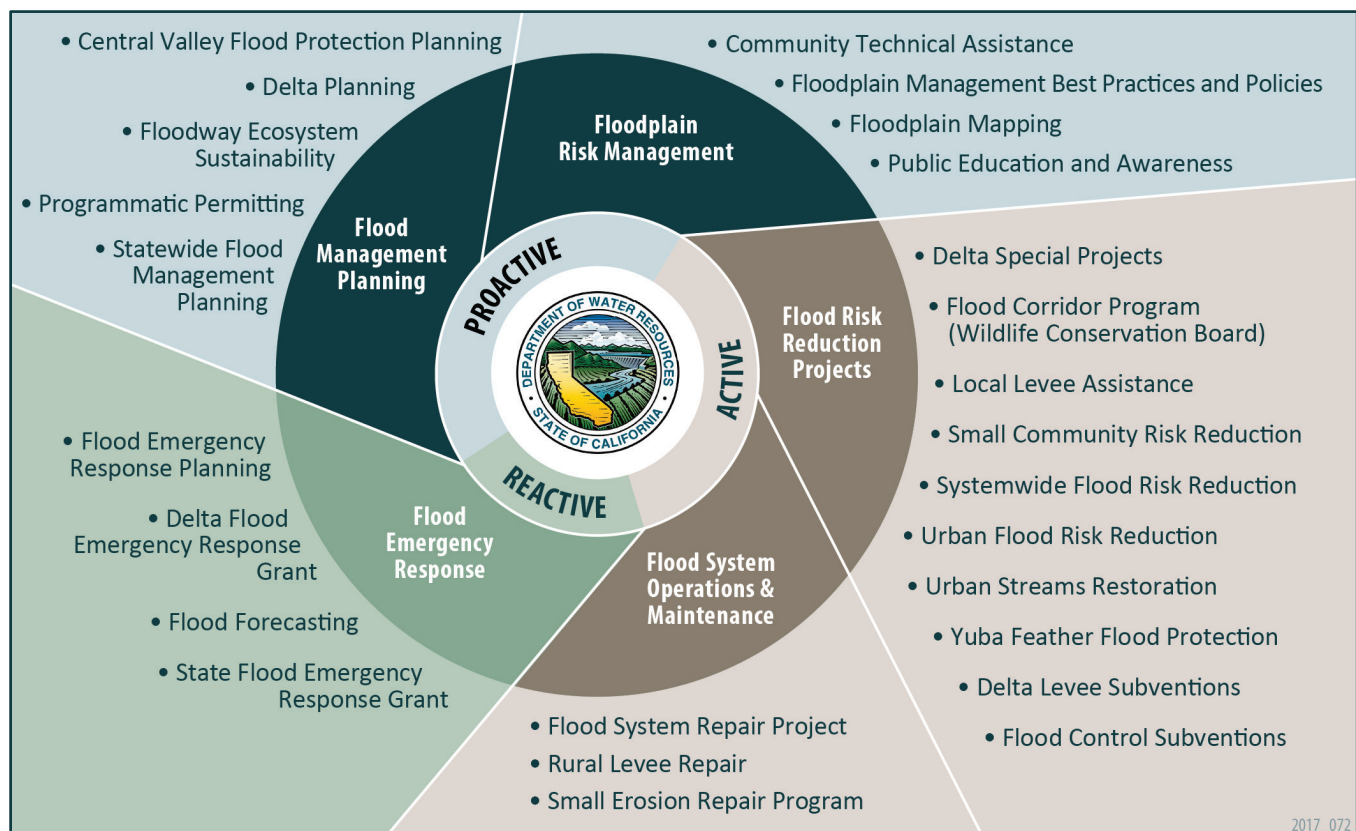 • Central Valley Flood Protection Planning
• Delta Planning
• Floodway Ecosystem
Sustainability
• Programmatic Permitting
• Statewide Flood
Management
Planning
• Community Technical Assistance
• Floodplain Management Best Practices and Policies
• Floodplain Mapping
• Public Education and Awareness
Floodplain
Risk Management
Flood
Management
Planning
PROACTIVE
DEPARTMENT OF WATER RESOURCES
STATE OF CALIFORNIA
ACTIVE
REACTIVE
Flood Risk
Reduction
Projects
• Delta Special Projects
• Flood Corridor Program
(Wildlife Conservation Board)
• Local Levee Assistance
• Small Community Risk Reduction
• Systemwide Flood Risk Reduction
• Urban Flood Risk Reduction
• Urban Streams Restoration
• Yuba Feather Flood Protection
• Delta Levee Subventions
• Flood Control Subventions
• Flood Emergency
Response Planning
• Delta Flood
Emergency Response
Grant
• Flood Forecasting
• State Flood Emergency
Response Grant
Flood
Emergency
Response
Flood System
Operations &
Maintenance
• Flood System Repair Project
• Rural Levee Repair
• Small Erosion Repair Program
2017_072